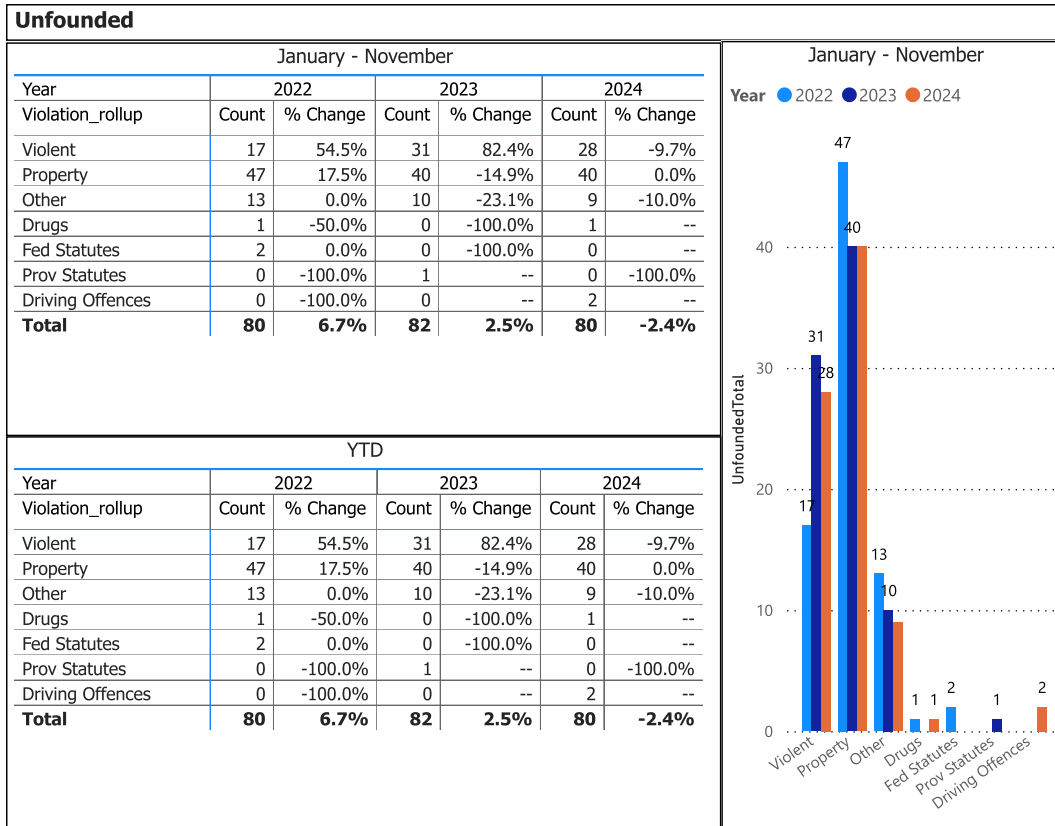 Unfounded
January - November
Year 2022 2023 2024
Violation_rollup Count % Change Count % Change Count % Change
Violent 17 54.5% 31 82.4% 28 -9.7%
Property 47 17.5% 40 -14.9% 40 0.0%
Other 13 0.0% 10 -23.1% 9 -10.0%
Drugs 1 -50.0% 0 -100.0% 1 --
Fed Statutes 2 0.0% 0 -100.0% 0 --
Prov Statutes 0 -100.0% 1 -- 0 -100.0%
Driving Offences 0 -100.0% 0 -- 2 --
Total 80 6.7% 82 2.5% 80 -2.4%
YTD
Year 2022 2023 2024
Violation_rollup Count % Change Count % Change Count % Change
Violent 17 54.5% 31 82.4% 28 -9.7%
Property 47 17.5% 40 -14.9% 40 0.0%
Other 13 0.0% 10 -23.1% 9 -10.0%
Drugs 1 -50.0% 0 -100.0% 1 --
Fed Statutes 2 0.0% 0 -100.0% 0 --
Prov Statutes 0 -100.0% 1 -- 0 -100.0%
Driving Offences 0 -100.0% 0 -- 2 --
Total 80 6.7% 82 2.5% 80 -2.4%
January - November
Year 2022 2023 2024
UnfoundedTotal
40
30
20
10
0
17
31
28
47
40
13
10
1
1
2
1
2
Violent
Property
Other
Drugs
Fed Statutes
Prov Statutes
Driving Offences